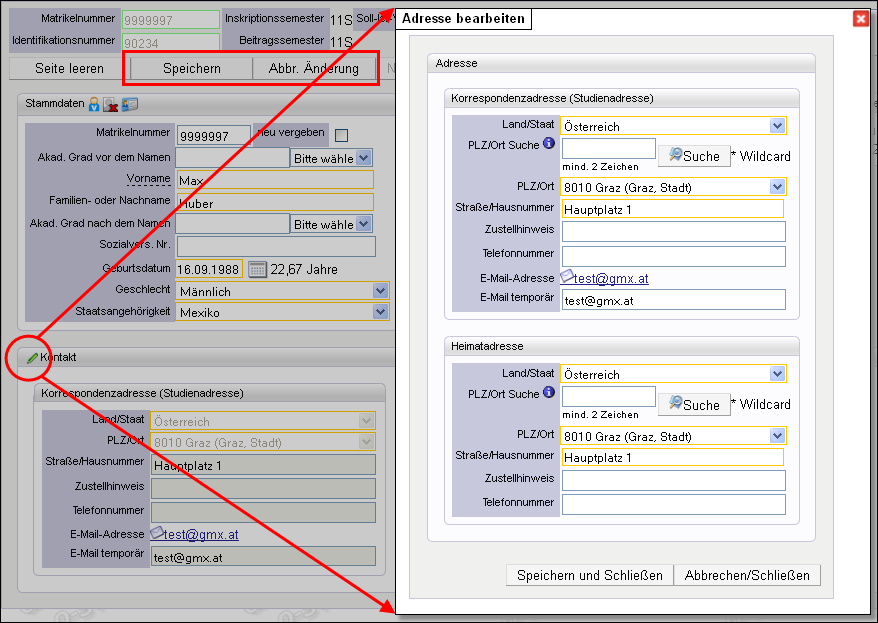 Matrikelnummer 9999997 Inskriptionssemester 11S
Identifikationsnummer 90234 Beitragssemester 11S
Seite leeren Speichern Abbr. Änderung
Stammdaten
Matrikelnummer 9999997 neu vergeben
Akad. Grad vor dem Namen Bitte wähle
Vorname Max
Familien- oder Nachname Huber
Akad. Grad nach dem Namen Bitte wähle
Sozialvers. Nr.
Geburtsdatum 16.09.1988 22,67 Jahre
Geschlecht Männlich
Staatsangehörigkeit Mexiko
Kontakt
Korrespondenzadresse (Studienadresse)
Land/Staat Österreich
PLZ/Ort 8010 Graz (Graz, Stadt)
Straße/Hausnummer Hauptplatz 1
Zustellhinweis
Telefonnummer
E-Mail-Adresse test@gmx.at
E-Mail temporär test@gmx.at
Adresse bearbeiten
Adresse
Korrespondenzadresse (Studienadresse)
Land/Staat Österreich
PLZ/Ort Suche Suche * Wildcard
mind. 2 Zeichen
PLZ/Ort 8010 Graz (Graz, Stadt)
Straße/Hausnummer Hauptplatz 1
Zustellhinweis
Telefonnummer
E-Mail-Adresse test@gmx.at
E-Mail temporär test@gmx.at
Heimatadresse
Land/Staat Österreich
PLZ/Ort Suche Suche * Wildcard
mind. 2 Zeichen
PLZ/Ort 8010 Graz (Graz, Stadt)
Straße/Hausnummer Hauptplatz 1
Zustellhinweis
Telefonnummer
Speichern und Schließen Abbrechen/Schließen